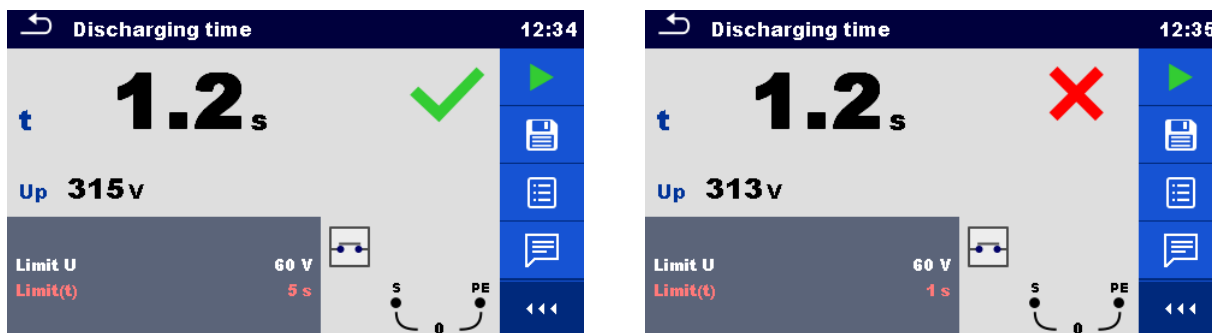 Discharging time 12:34
t 1.2 s
Up 315 V
Limit U 60 V
Limit(t) 5 s
S PE
0
Discharging time 12:35
t 1.2 s
Up 313 V
Limit U 60 V
Limit(t) 1 s
S PE
0